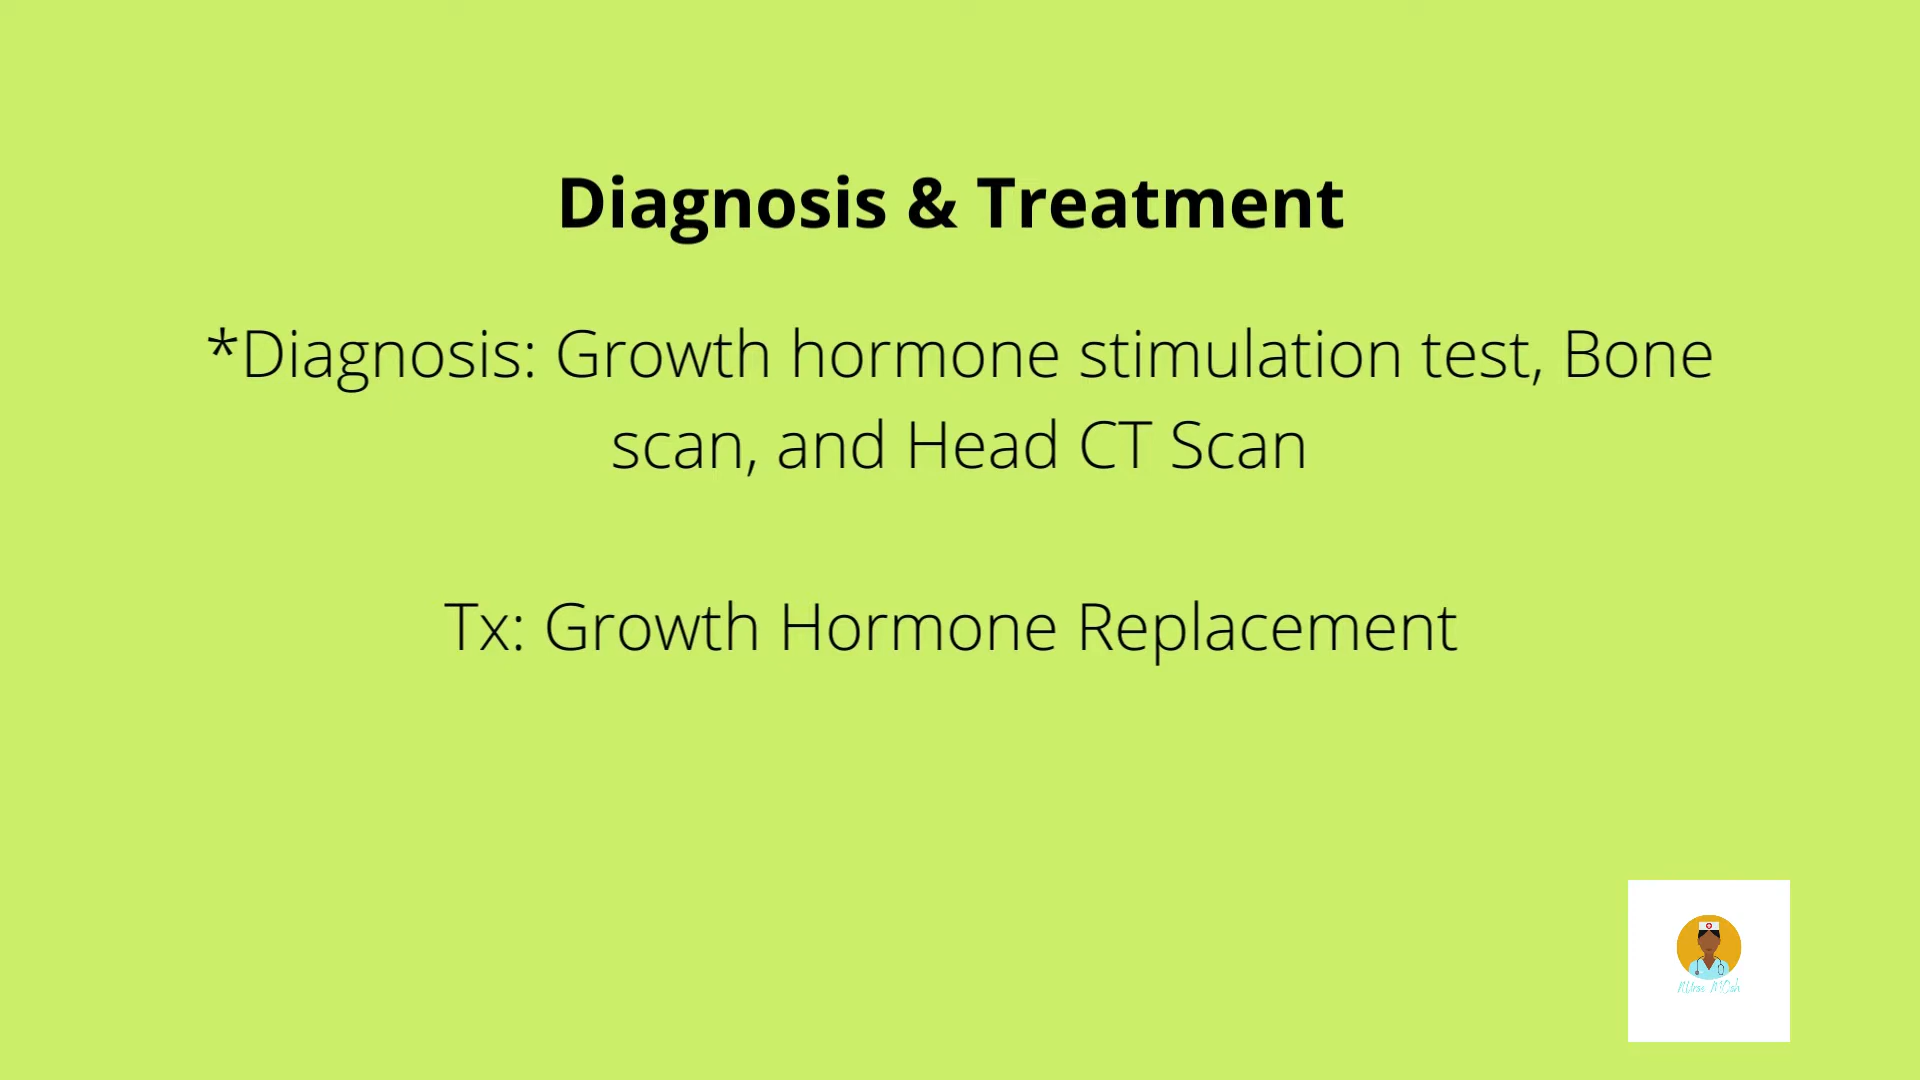 Diagnosis & Treatment
*Diagnosis: Growth hormone stimulation test, Bone
scan, and Head CT Scan
Tx: Growth Hormone Replacement